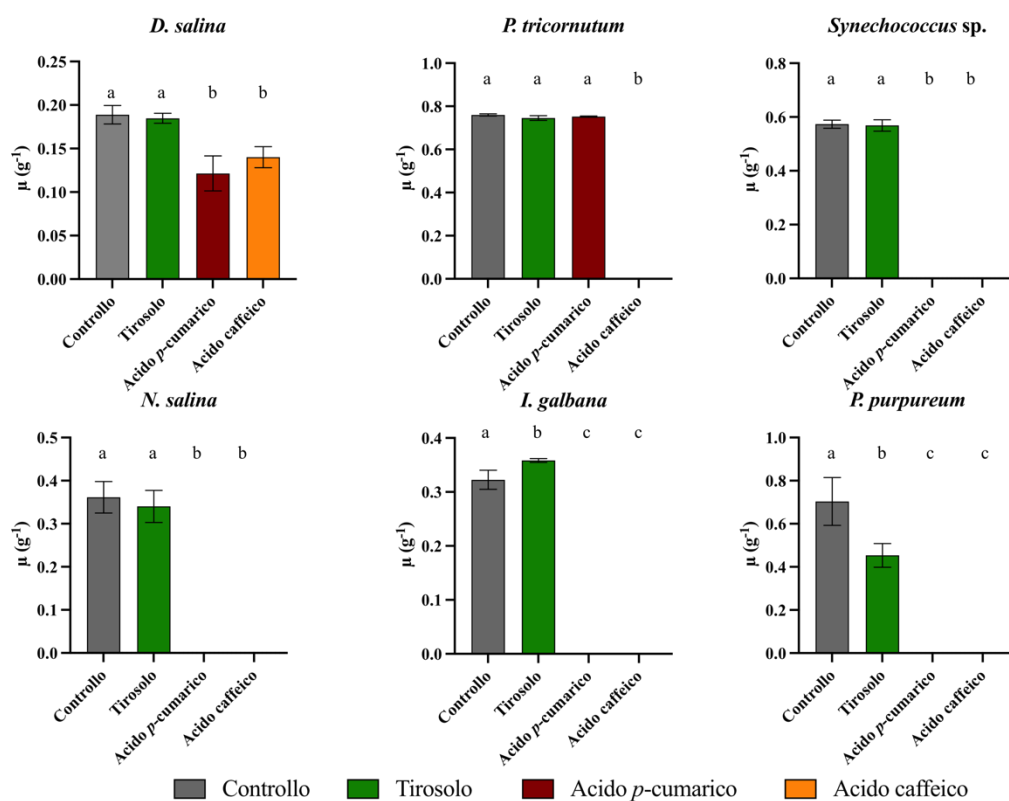 D. salina
P. tricornutum
Synechococcus sp.
a a b b
a a a b
a a b b
0.25
0.20
0.15
0.10
0.05
0.00
µ (g-1)
1.0
0.8
0.6
0.4
0.2
0.0
µ (g-1)
0.8
0.6
0.4
0.2
0.0
µ (g-1)
Controllo
Tirosolo
Acido p-cumarico
Acido caffeico
Controllo
Tirosolo
Acido p-cumarico
Acido caffeico
Controllo
Tirosolo
Acido p-cumarico
Acido caffeico
N. salina
I. galbana
P. purpureum
a a b b
a b c c
a b c c
0.5
0.4
0.3
0.2
0.1
0.0
µ (g-1)
0.4
0.3
0.2
0.1
0.0
µ (g-1)
1.0
0.8
0.6
0.4
0.2
0.0
µ (g-1)
Controllo
Tirosolo
Acido p-cumarico
Acido caffeico
Controllo
Tirosolo
Acido p-cumarico
Acido caffeico
Controllo
Tirosolo
Acido p-cumarico
Acido caffeico
Controllo Tirosolo Acido p-cumarico Acido caffeico